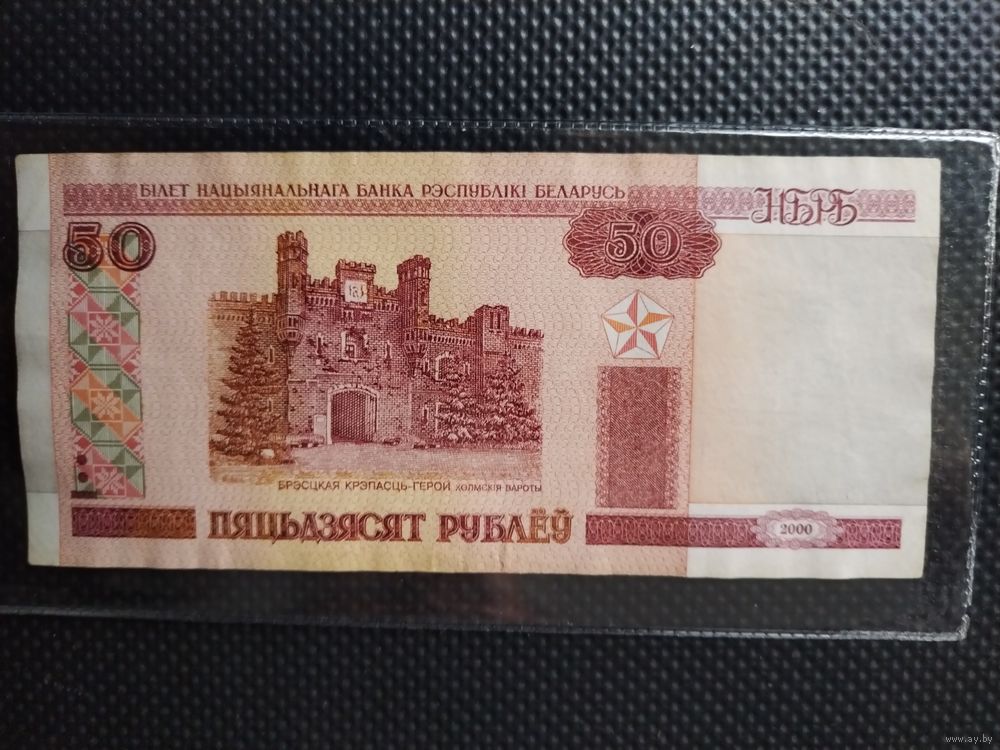 БІЛЕТ НАЦЫЯНАЛЬНАГА БАНКА РЭСПУБЛІКІ БЕЛАРУСЬ
НБРБ
50
50
БРЭСЦКАЯ КРЭПАСЦЬ-ГЕРОЙ ХОЛМСКІЯ ВАРОТЫ
ПЯЦЬДЗЯСЯТ РУБЛЁЎ
2000
www.ay.by